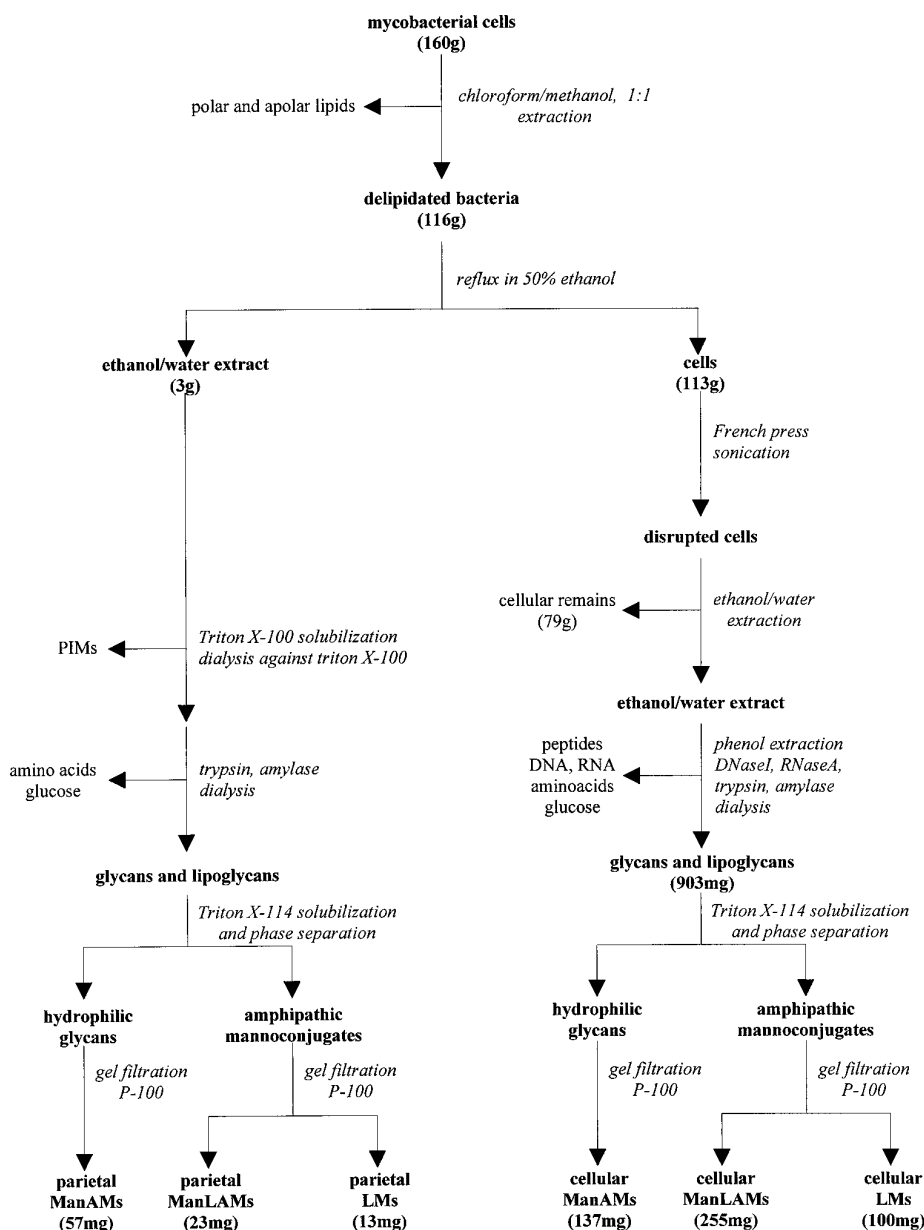 mycobacterial cells
(160g)
polar and apolar lipids
chloroform/methanol, 1:1
extraction
delipidated bacteria
(116g)
reflux in 50% ethanol
ethanol/water extract
(3g)
cells
(113g)
French press
sonication
disrupted cells
cellular remains
(79g)
ethanol/water
extraction
PIMs
Triton X-100 solubilization
dialysis against triton X-100
ethanol/water extract
amino acids
glucose
trypsin, amylase
dialysis
peptides
DNA, RNA
aminoacids
glucose
phenol extraction
DNaseI, RNaseA,
trypsin, amylase
dialysis
glycans and lipoglycans
glycans and lipoglycans
(903mg)
Triton X-114 solubilization
and phase separation
Triton X-114 solubilization
and phase separation
hydrophilic
glycans
amphipathic
mannoconjugates
hydrophilic
glycans
amphipathic
mannoconjugates
gel filtration
P-100
gel filtration
P-100
gel filtration
P-100
gel filtration
P-100
parietal
ManAMs
(57mg)
parietal
ManLAMs
(23mg)
parietal
LMs
(13mg)
cellular
ManAMs
(137mg)
cellular
ManLAMs
(255mg)
cellular
LMs
(100mg)